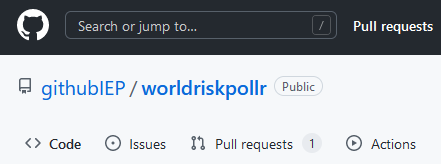 Search or jump to... / Pull requests
githubIEP / worldriskpollr Public
Code Issues Pull requests 1 Actions